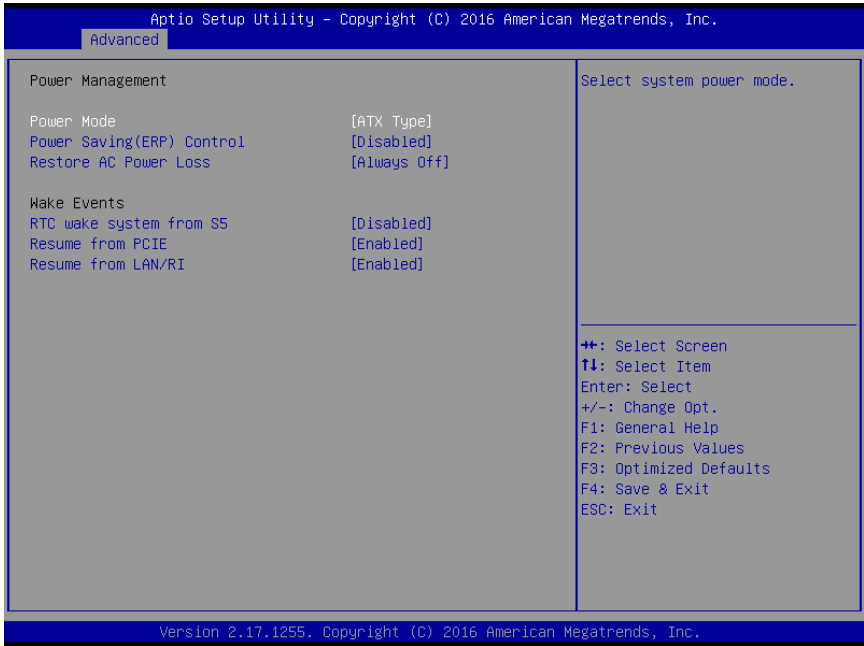 Aptio Setup Utility – Copyright (C) 2016 American Megatrends, Inc.
Advanced
Power Management
Power Mode [ATX Type]
Power Saving(ERP) Control [Disabled]
Restore AC Power Loss [Always Off]
Wake Events
RTC wake system from S5 [Disabled]
Resume from PCIE [Enabled]
Resume from LAN/RI [Enabled]
Select system power mode.
→←: Select Screen
↑↓: Select Item
Enter: Select
+/-: Change Opt.
F1: General Help
F2: Previous Values
F3: Optimized Defaults
F4: Save & Exit
ESC: Exit
Version 2.17.1255. Copyright (C) 2016 American Megatrends, Inc.